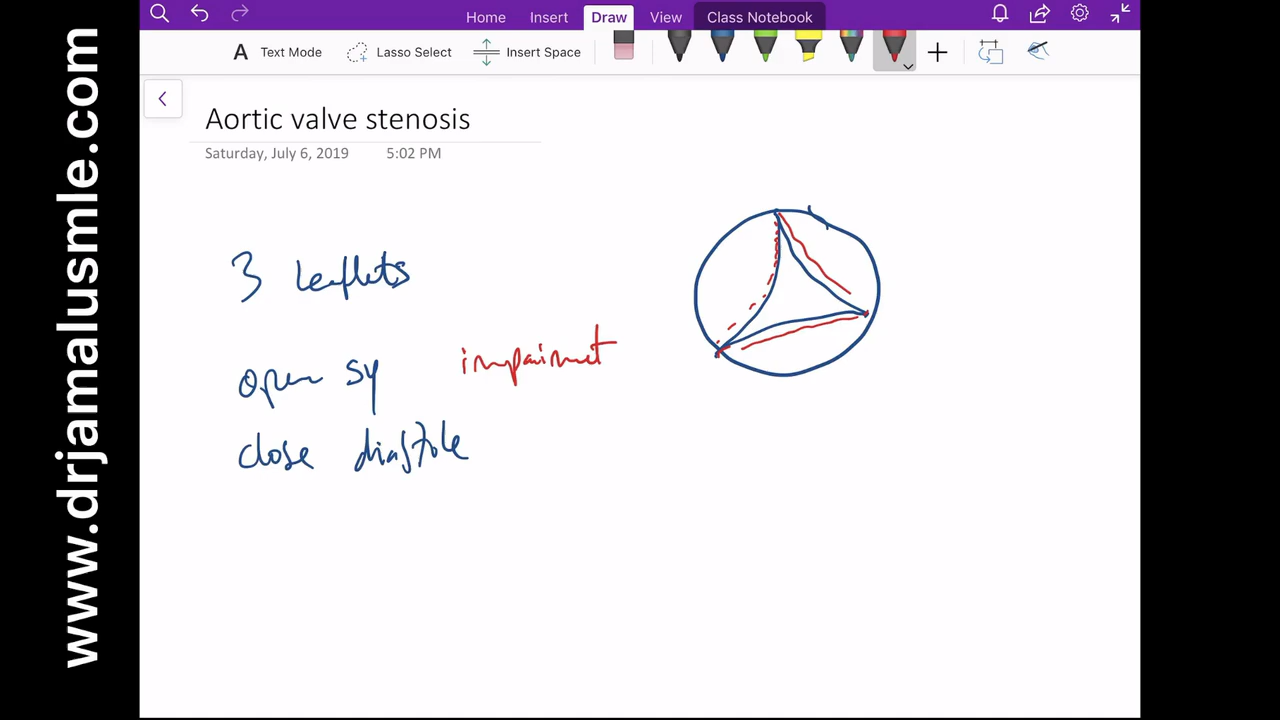 www.drjamalusmle.com
Home Insert Draw View Class Notebook
A Text Mode Lasso Select Insert Space
Aortic valve stenosis
Saturday, July 6, 2019 5:02 PM
3 leaflets
open sy impairmet
close diastole